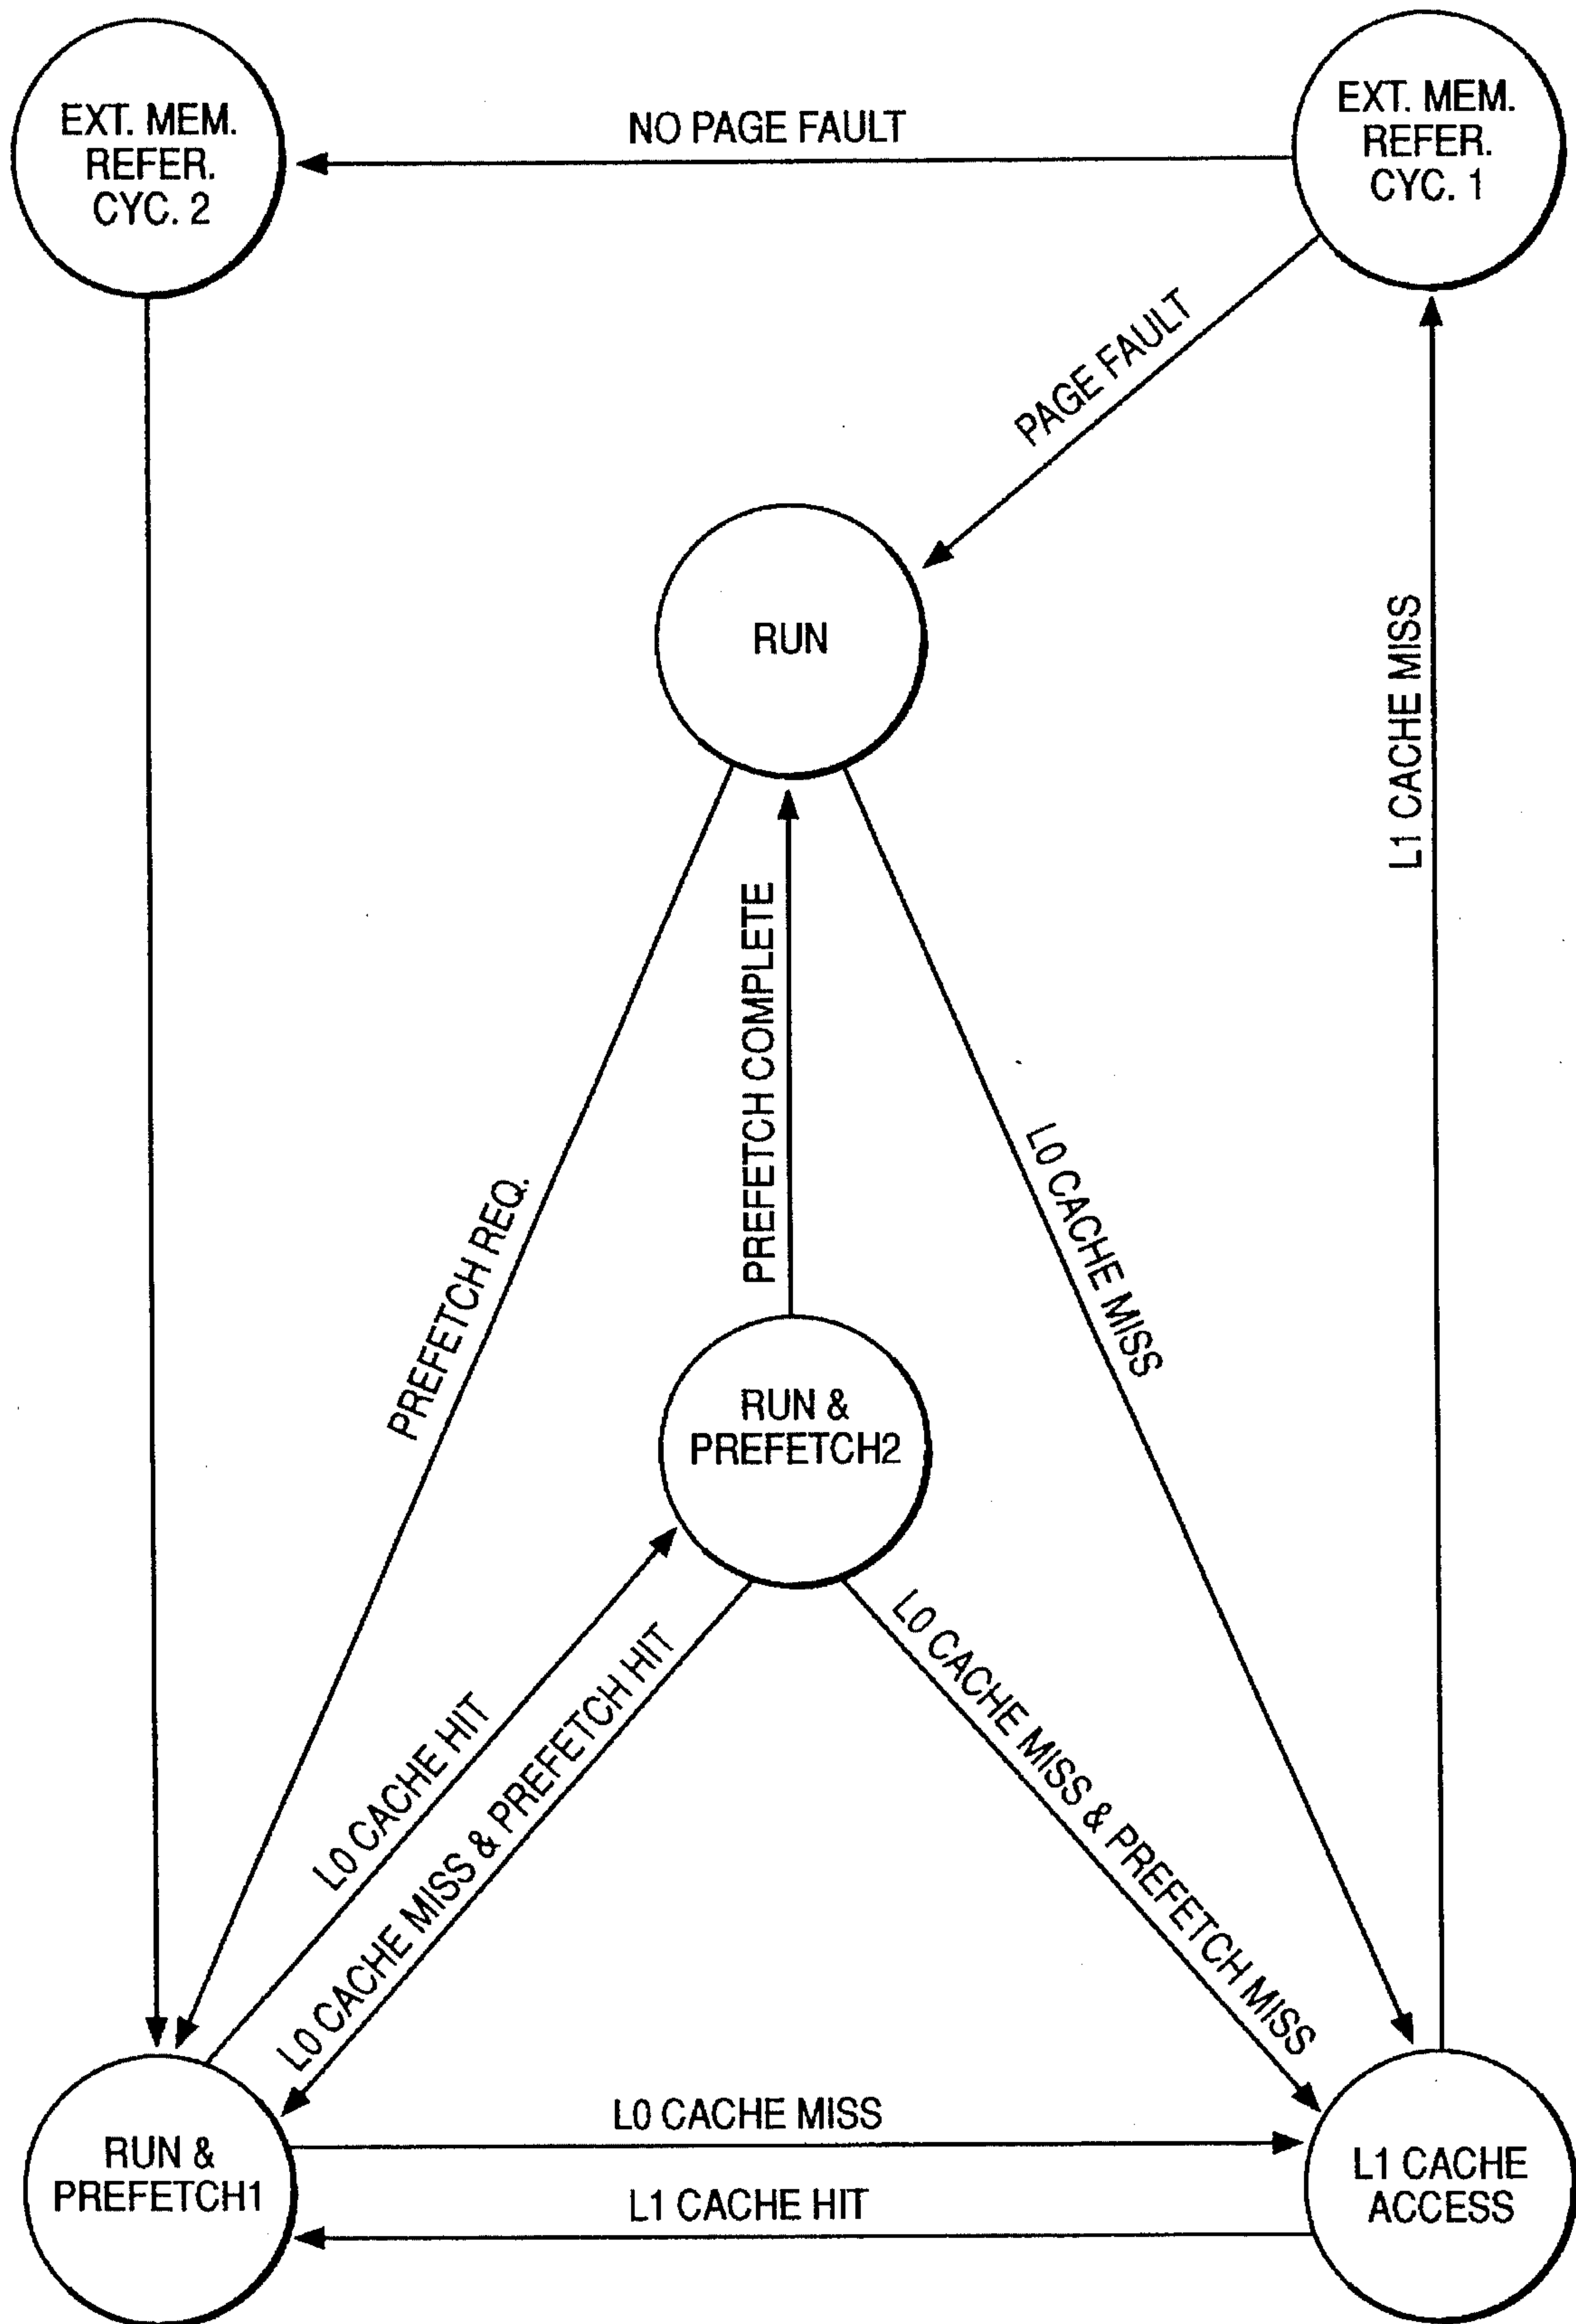 EXT. MEM.
REFER.
CYC. 2
NO PAGE FAULT
EXT. MEM.
REFER.
CYC. 1
PAGE FAULT
RUN
L1 CACHE MISS
PREFETCH COMPLETE
PREFETCH REQ.
L0 CACHE MISS
RUN &
PREFETCH2
L0 CACHE HIT
L0 CACHE MISS & PREFETCH HIT
L0 CACHE MISS & PREFETCH MISS
L0 CACHE MISS
RUN &
PREFETCH1
L1 CACHE HIT
L1 CACHE
ACCESS